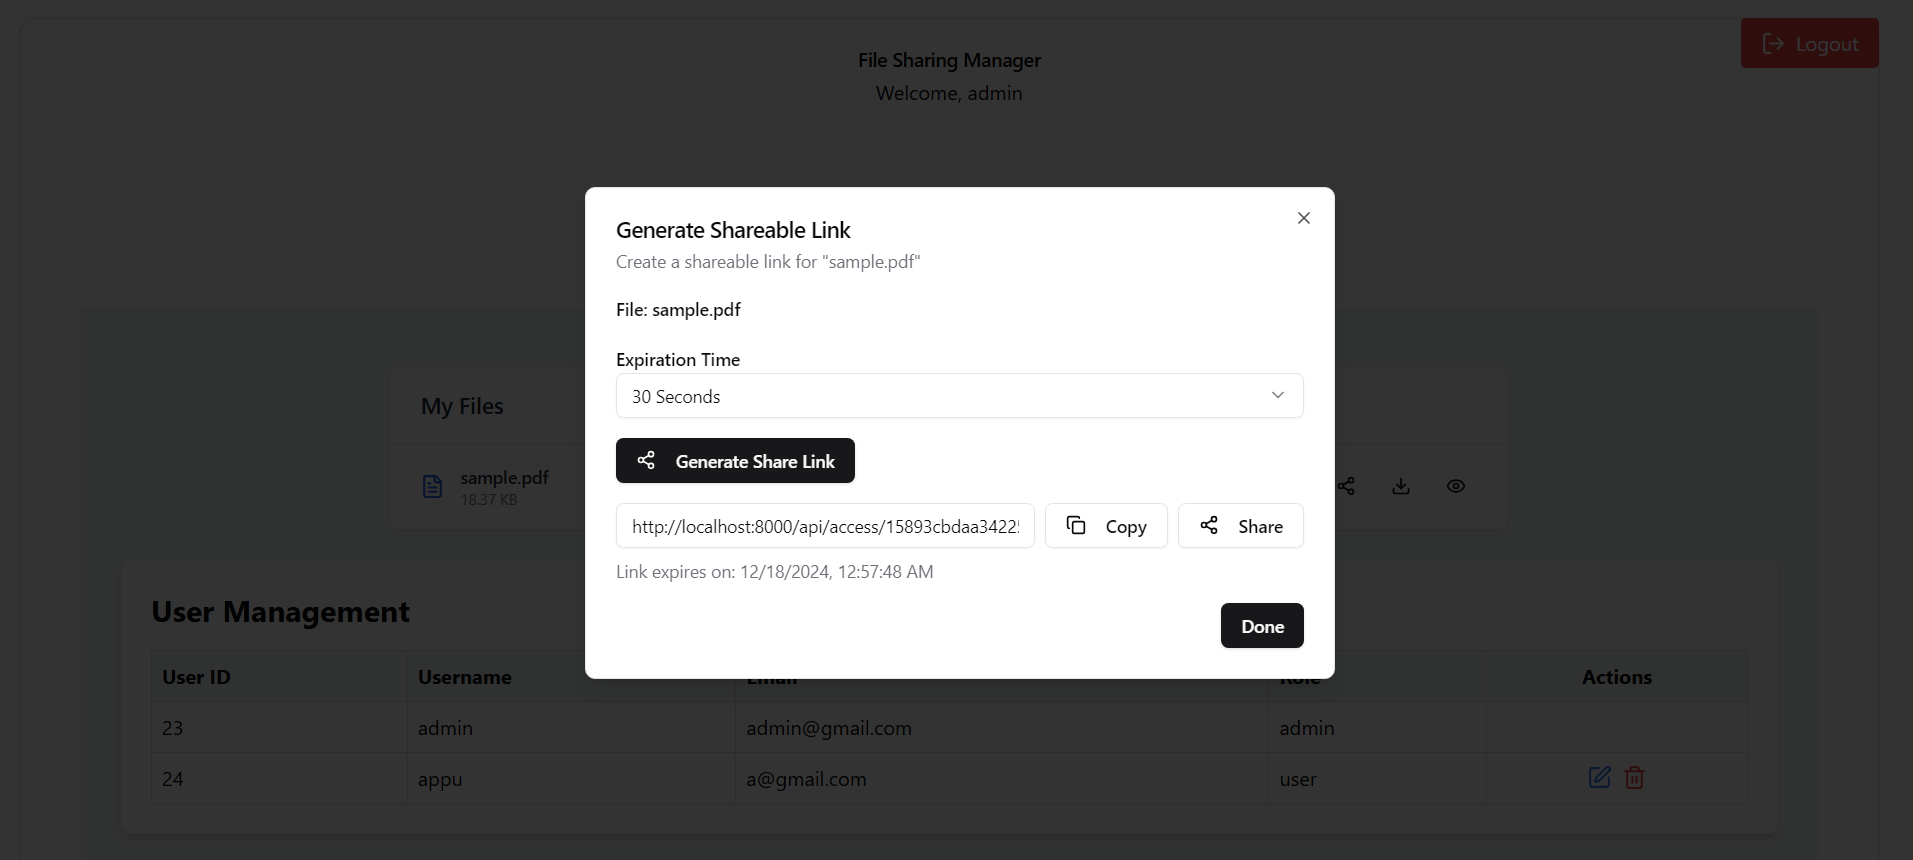 File Sharing Manager
Logout
Welcome, admin
Generate Shareable Link
Create a shareable link for "sample.pdf"
File: sample.pdf
Expiration Time
30 Seconds
Generate Share Link
http://localhost:8000/api/access/15893cbdaa3422
Copy
Share
Link expires on: 12/18/2024, 12:57:48 AM
Done
My Files
sample.pdf
18.37 KB
User Management
User ID Username Email Role Actions
23 admin admin@gmail.com admin
24 appu a@gmail.com user